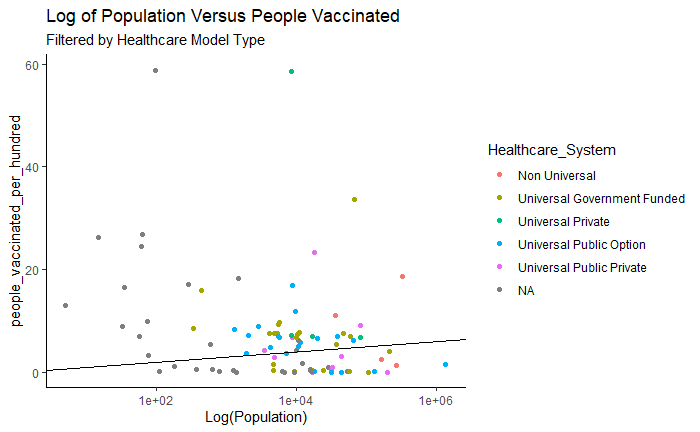 Log of Population Versus People Vaccinated
Filtered by Healthcare Model Type
people_vaccinated_per_hundred
60
40
20
0
1e+02
1e+04
1e+06
Log(Population)
Healthcare_System
Non Universal
Universal Government Funded
Universal Private
Universal Public Option
Universal Public Private
NA